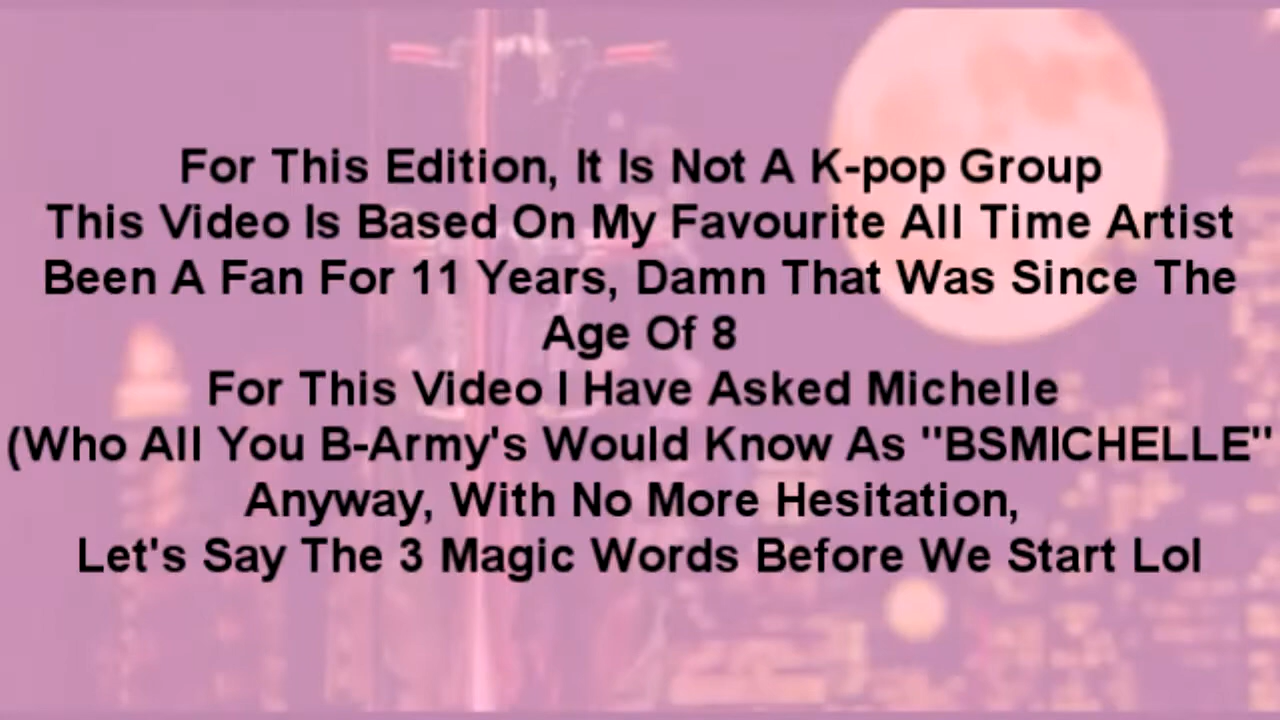 For This Edition, It Is Not A K-pop Group
This Video Is Based On My Favourite All Time Artist
Been A Fan For 11 Years, Damn That Was Since The
Age Of 8
For This Video I Have Asked Michelle
(Who All You B-Army's Would Know As "BSMICHELLE"
Anyway, With No More Hesitation,
Let's Say The 3 Magic Words Before We Start Lol